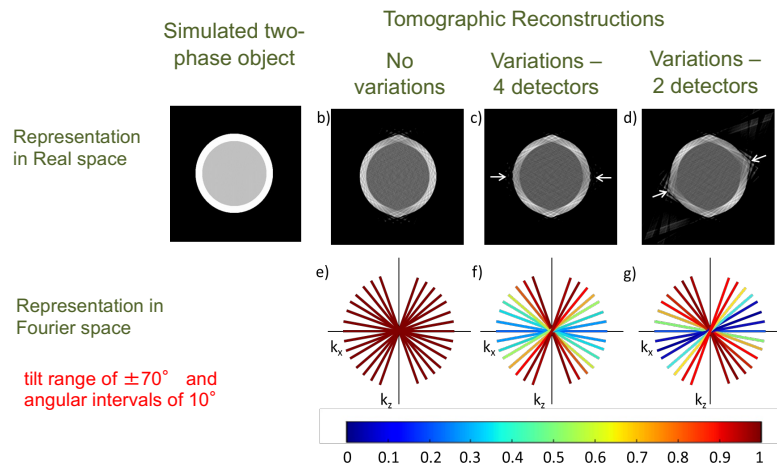 Simulated two-
phase object
Tomographic Reconstructions
No
variations
Variations –
4 detectors
Variations –
2 detectors
Representation
in Real space
b)
c)
d)
Representation in
Fourier space
e)
f)
g)
kx
kz
kx
kz
kx
kz
tilt range of ±70° and
angular intervals of 10°
0 0.1 0.2 0.3 0.4 0.5 0.6 0.7 0.8 0.9 1